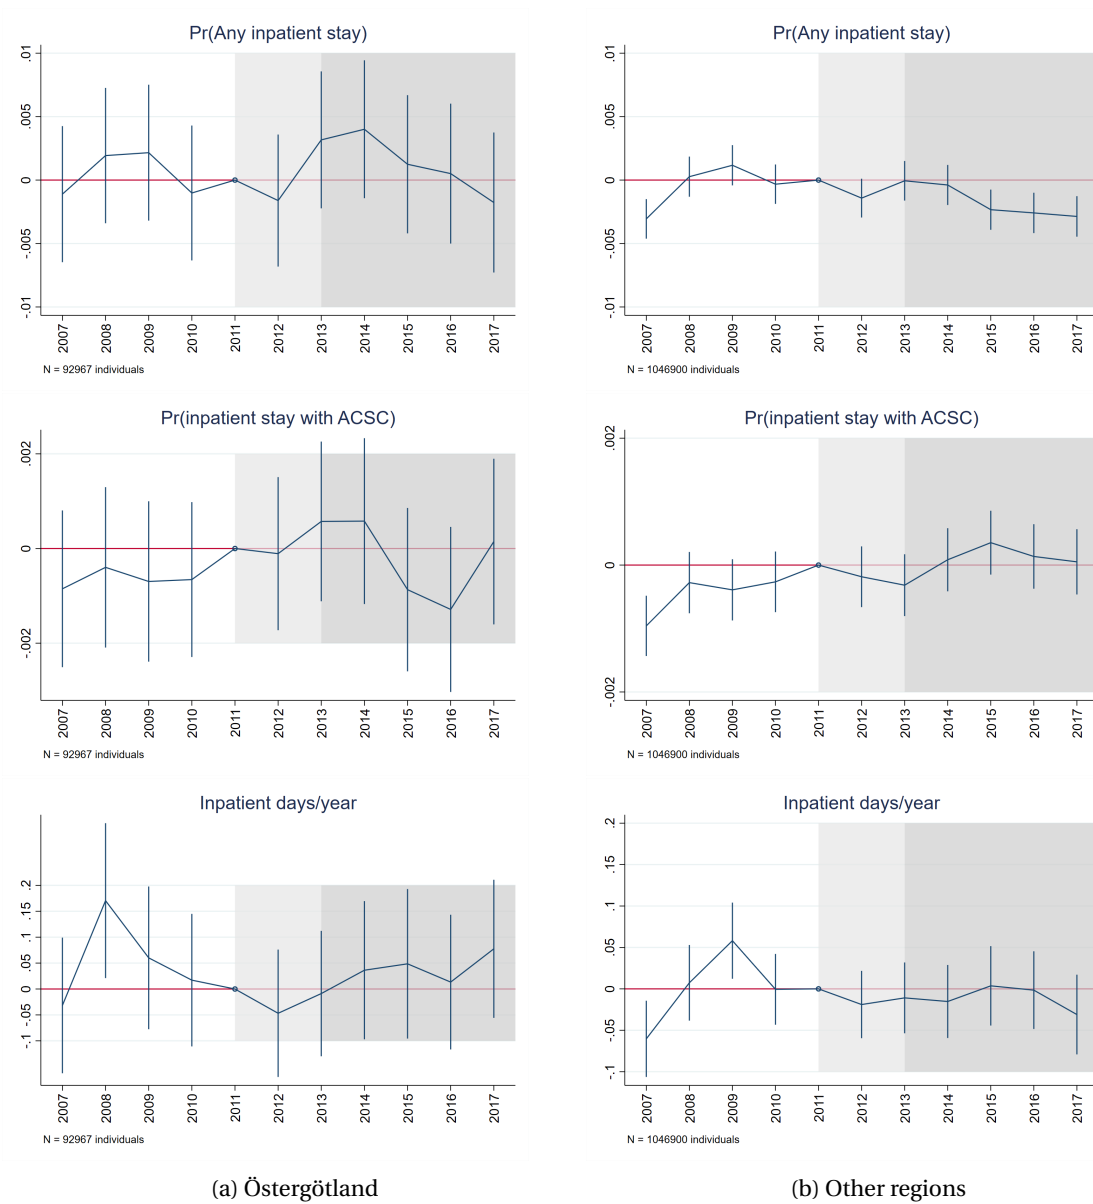 Pr(Any inpatient stay)
.01
.005
0
-.005
-.01
2007 2008 2009 2010 2011 2012 2013 2014 2015 2016 2017
N = 92967 individuals
Pr(Any inpatient stay)
.01
.005
0
-.005
-.01
2007 2008 2009 2010 2011 2012 2013 2014 2015 2016 2017
N = 1046900 individuals
Pr(inpatient stay with ACSC)
.002
0
-.002
2007 2008 2009 2010 2011 2012 2013 2014 2015 2016 2017
N = 92967 individuals
Pr(inpatient stay with ACSC)
.002
0
-.002
2007 2008 2009 2010 2011 2012 2013 2014 2015 2016 2017
N = 1046900 individuals
Inpatient days/year
.2
.15
.1
.05
0
-.05
-.1
2007 2008 2009 2010 2011 2012 2013 2014 2015 2016 2017
N = 92967 individuals
Inpatient days/year
.2
.15
.1
.05
0
-.05
-.1
2007 2008 2009 2010 2011 2012 2013 2014 2015 2016 2017
N = 1046900 individuals
(a) Östergötland
(b) Other regions